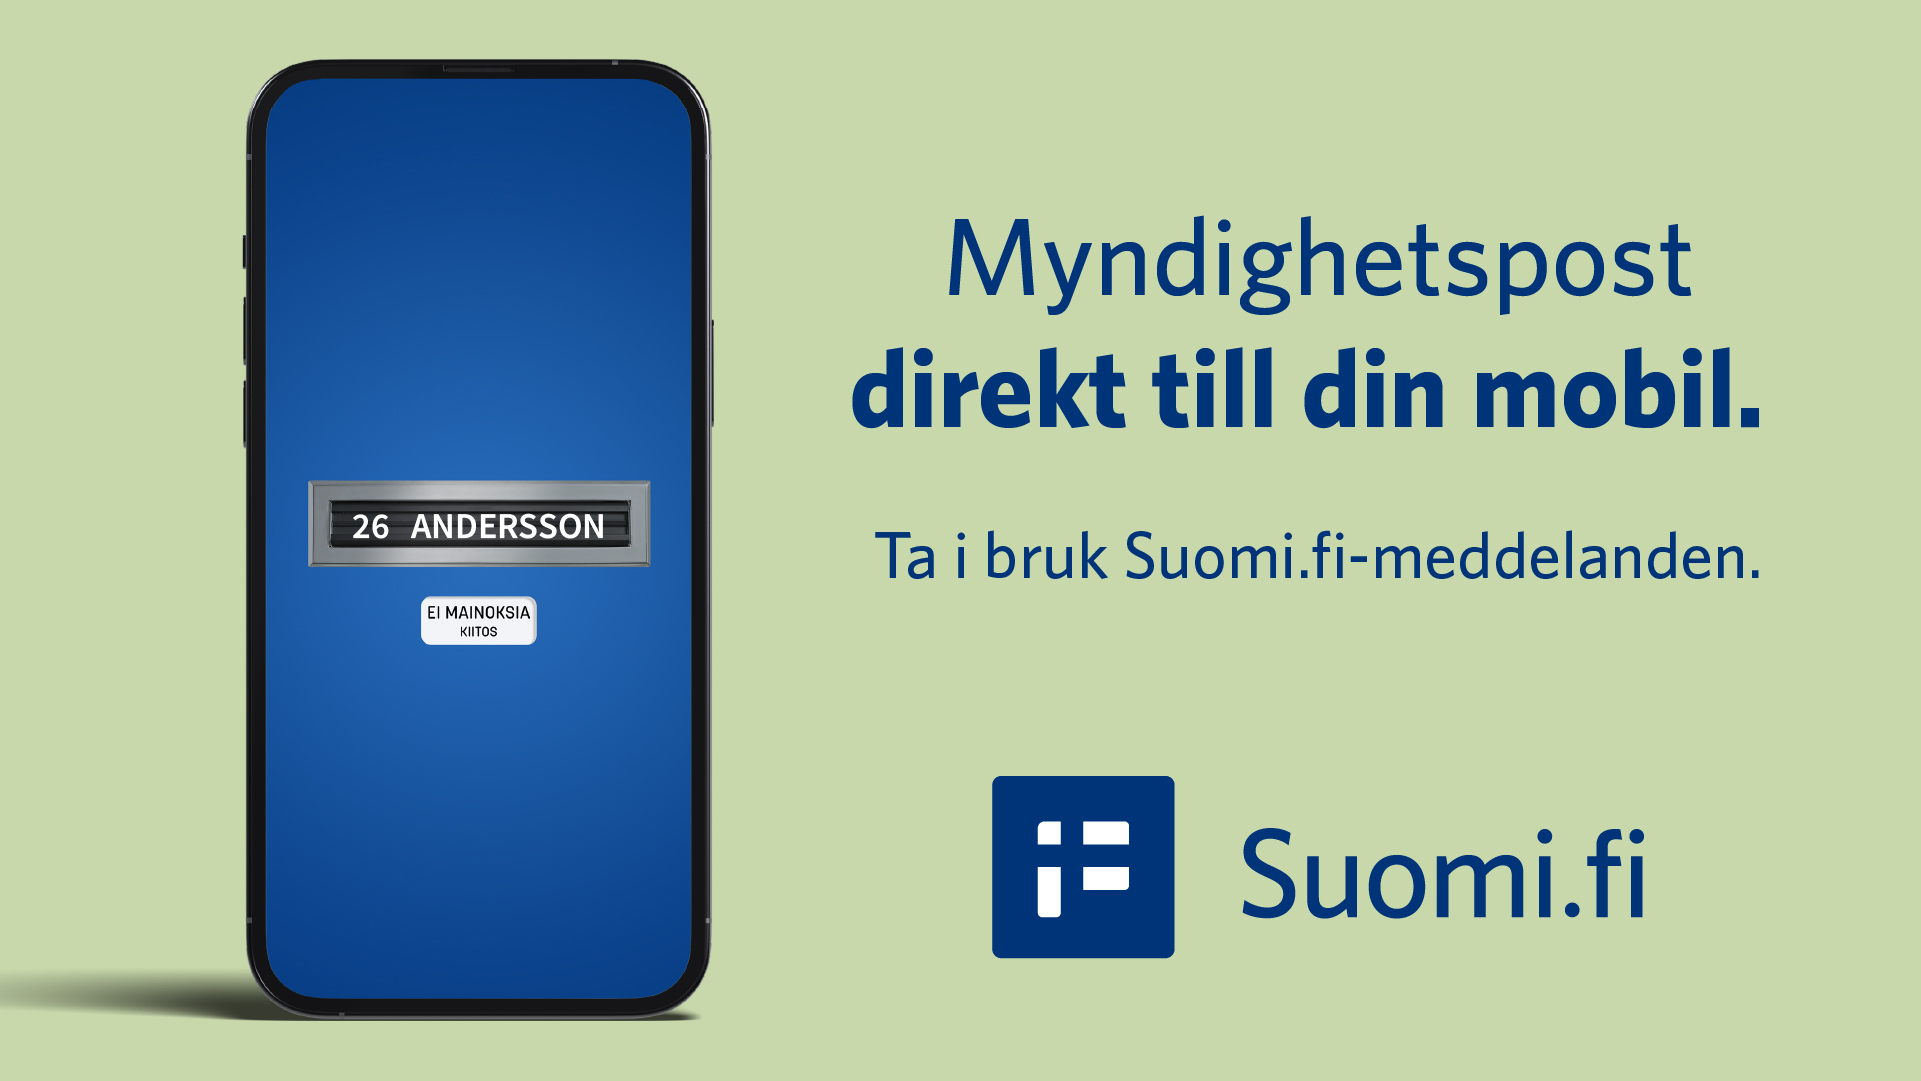 26 ANDERSSON
EI MAINOKSIA
KIITOS
Myndighetspost
direkt till din mobil.
Ta i bruk Suomi.fi-meddelanden.
Suomi.fi